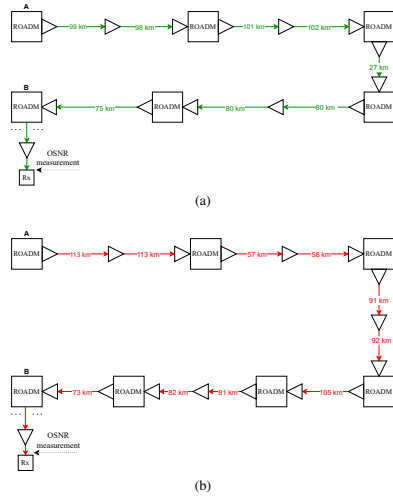 A
ROADM
99 km
98 km
ROADM
101 km
102 km
ROADM
27 km
B
ROADM
75 km
ROADM
80 km
60 km
ROADM
.... ....
OSNR
measurement
Rx
(a)
A
ROADM
113 km
113 km
ROADM
57 km
58 km
ROADM
91 km
92 km
B
ROADM
73 km
ROADM
82 km
81 km
ROADM
105 km
ROADM
.... ....
OSNR
measurement
Rx
(b)